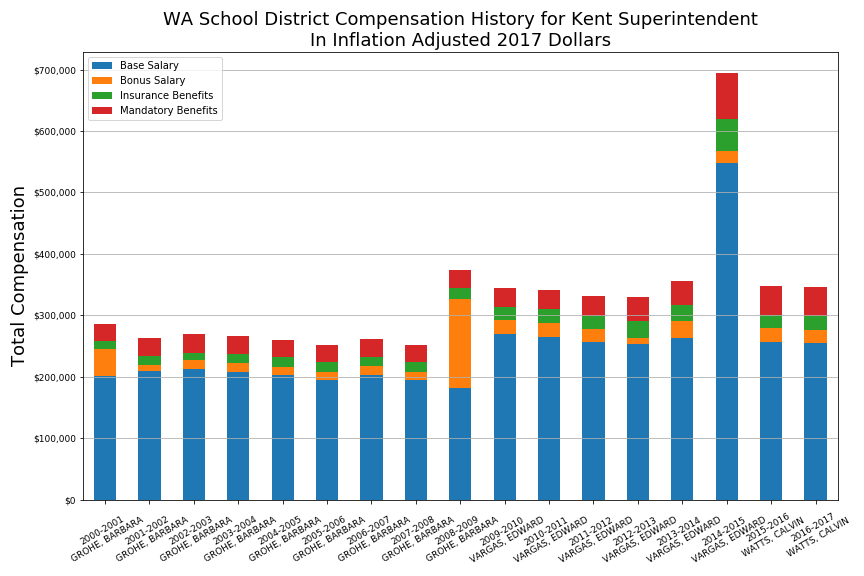 WA School District Compensation History for Kent Superintendent
In Inflation Adjusted 2017 Dollars
Base Salary
Bonus Salary
Insurance Benefits
Mandatory Benefits
Total Compensation
$700,000
$600,000
$500,000
$400,000
$300,000
$200,000
$100,000
$0
2000-2001
GROHE, BARBARA
2001-2002
GROHE, BARBARA
2002-2003
GROHE, BARBARA
2003-2004
GROHE, BARBARA
2004-2005
GROHE, BARBARA
2005-2006
GROHE, BARBARA
2006-2007
GROHE, BARBARA
2007-2008
GROHE, BARBARA
2008-2009
GROHE, BARBARA
2009-2010
VARGAS, EDWARD
2010-2011
VARGAS, EDWARD
2011-2012
VARGAS, EDWARD
2012-2013
VARGAS, EDWARD
2013-2014
VARGAS, EDWARD
2014-2015
VARGAS, EDWARD
2015-2016
WATTS, CALVIN
2016-2017
WATTS, CALVIN